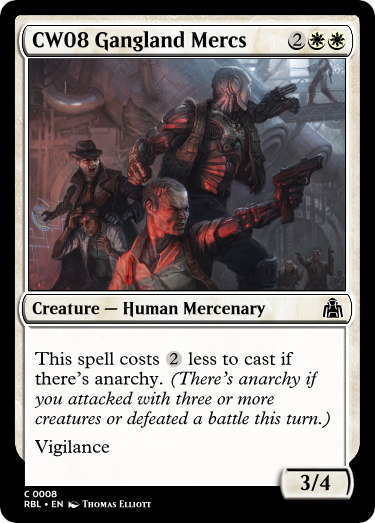 CW08 Gangland Mercs 2
Creature — Human Mercenary
This spell costs 2 less to cast if
there's anarchy. (There's anarchy if
you attacked with three or more
creatures or defeated a battle this turn.)
Vigilance
3/4
C 0008
RBL • EN Thomas Elliott